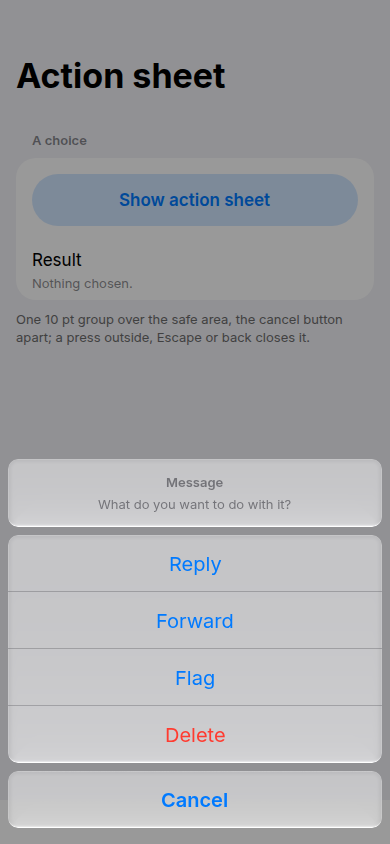 Action sheet
A choice
Show action sheet
Result
Nothing chosen.
One 10 pt group over the safe area, the cancel button
apart; a press outside, Escape or back closes it.
Message
What do you want to do with it?
Reply
Forward
Flag
Delete
Cancel